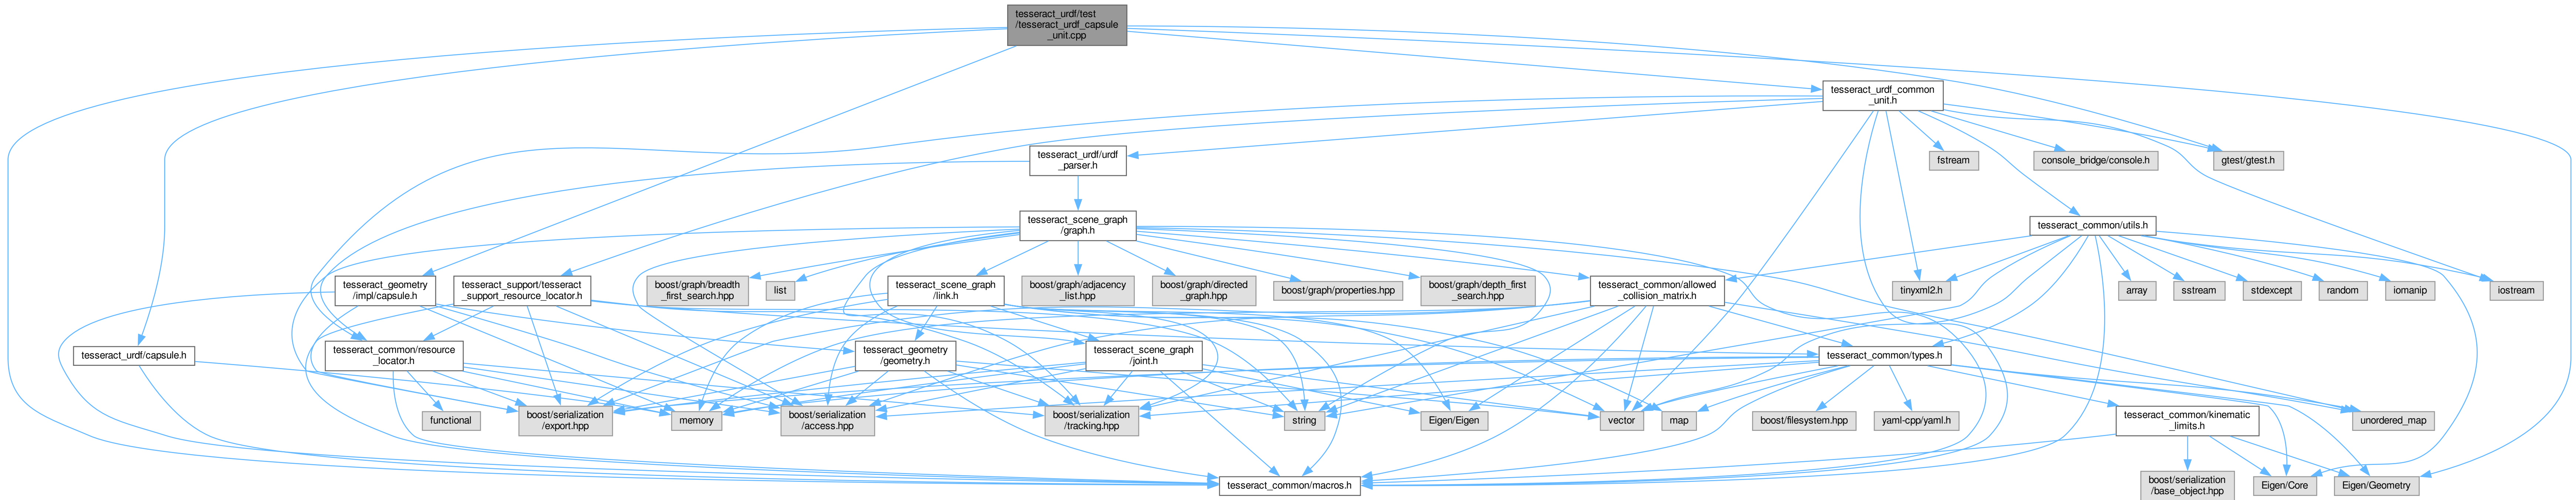 tesseract_urdf/test
/tesseract_urdf_capsule
_unit.cpp
tesseract_urdf_common
_unit.h
tesseract_urdf/urdf
_parser.h
fstream
console_bridge/console.h
gtest/gtest.h
tesseract_scene_graph
/graph.h
tesseract_common/utils.h
tesseract_geometry
/impl/capsule.h
tesseract_support/tesseract
_support_resource_locator.h
boost/graph/breadth
_first_search.hpp
list
tesseract_scene_graph
/link.h
boost/graph/adjacency
_list.hpp
boost/graph/directed
_graph.hpp
boost/graph/properties.hpp
boost/graph/depth_first
_search.hpp
tesseract_common/allowed
_collision_matrix.h
tinyxml2.h
array
sstream
stdexcept
random
iomanip
iostream
tesseract_urdf/capsule.h
tesseract_common/resource
_locator.h
tesseract_geometry
/geometry.h
tesseract_scene_graph
/joint.h
tesseract_common/types.h
functional
boost/serialization
/export.hpp
memory
boost/serialization
/access.hpp
boost/serialization
/tracking.hpp
string
Eigen/Eigen
vector
map
boost/filesystem.hpp
yaml-cpp/yaml.h
tesseract_common/kinematic
_limits.h
unordered_map
tesseract_common/macros.h
boost/serialization
/base_object.hpp
Eigen/Core
Eigen/Geometry